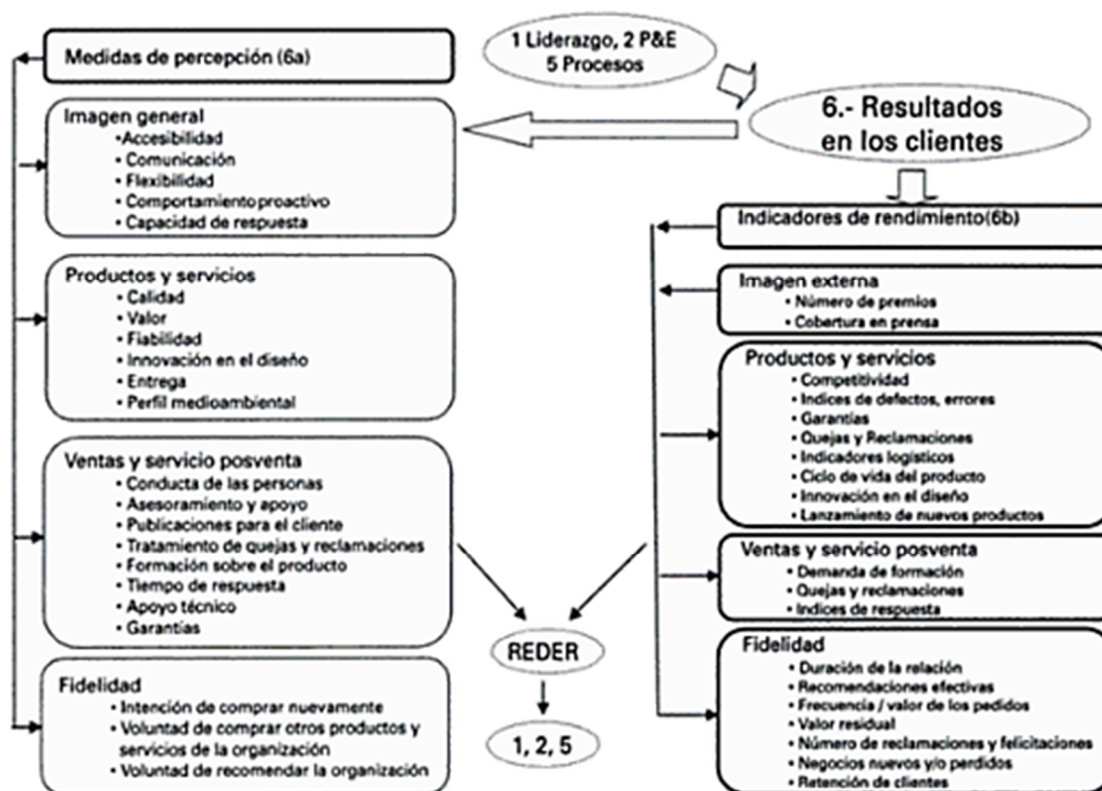 Medidas de percepción (6a)
Imagen general
•Accesibilidad
• Comunicación
• Flexibilidad
• Comportamiento proactivo
• Capacidad de respuesta
Productos y servicios
• Calidad
• Valor
• Fiabilidad
• Innovación en el diseño
• Entrega
• Perfil medioambiental
Ventas y servicio posventa
• Conducta de las personas
• Asesoramiento y apoyo
• Publicaciones para el cliente
• Tratamiento de quejas y reclamaciones
• Formación sobre el producto
• Tiempo de respuesta
• Apoyo técnico
• Garantías
Fidelidad
• Intención de comprar nuevamente
• Voluntad de comprar otros productos y
servicios de la organización
• Voluntad de recomendar la organización
1 Liderazgo, 2 P&E
5 Procesos
6.- Resultados
en los clientes
Indicadores de rendimiento(6b)
Imagen externa
• Número de premios
• Cobertura en prensa
Productos y servicios
• Competitividad
• Indices de defectos, errores
• Garantías
• Quejas y Reclamaciones
• Indicadores logísticos
• Ciclo de vida del producto
• Innovación en el diseño
• Lanzamiento de nuevos productos
Ventas y servicio posventa
• Demanda de formación
• Quejas y reclamaciones
• Indices de respuesta
Fidelidad
• Duración de la relación
• Recomendaciones efectivas
• Frecuencia / valor de los pedidos
• Valor residual
• Número de reclamaciones y felicitaciones
• Negocios nuevos y/o perdidos
• Retención de clientes
REDER
1, 2, 5